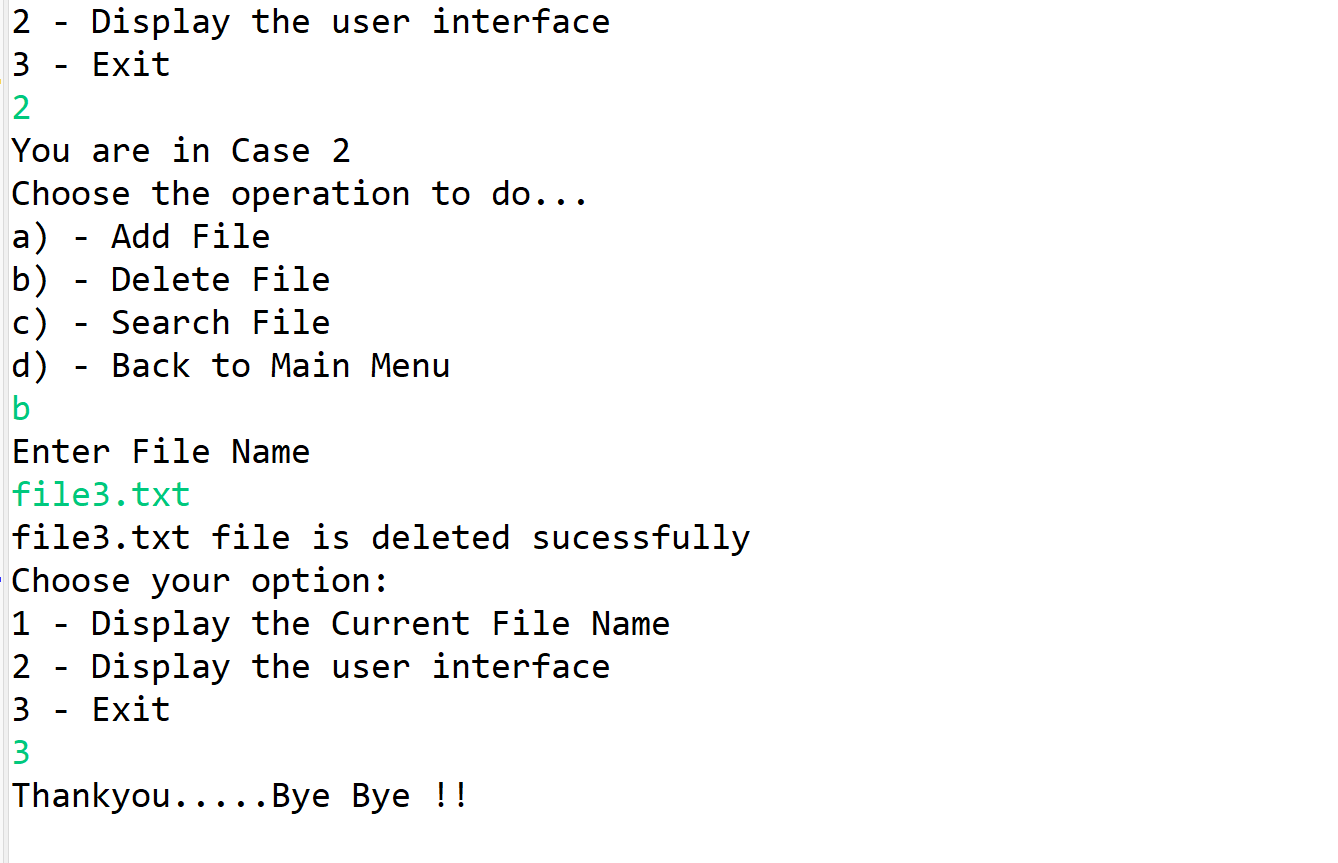 2 - Display the user interface
3 - Exit
2
You are in Case 2
Choose the operation to do...
a) - Add File
b) - Delete File
c) - Search File
d) - Back to Main Menu
b
Enter File Name
file3.txt
file3.txt file is deleted sucessfully
Choose your option:
1 - Display the Current File Name
2 - Display the user interface
3 - Exit
3
Thankyou.....Bye Bye !!